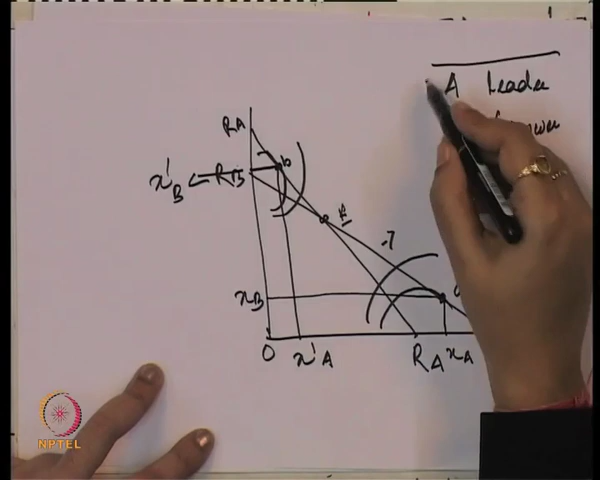 A Leader
RA
x'B ← RB
E
xB
O x'A RA xA
NPTEL